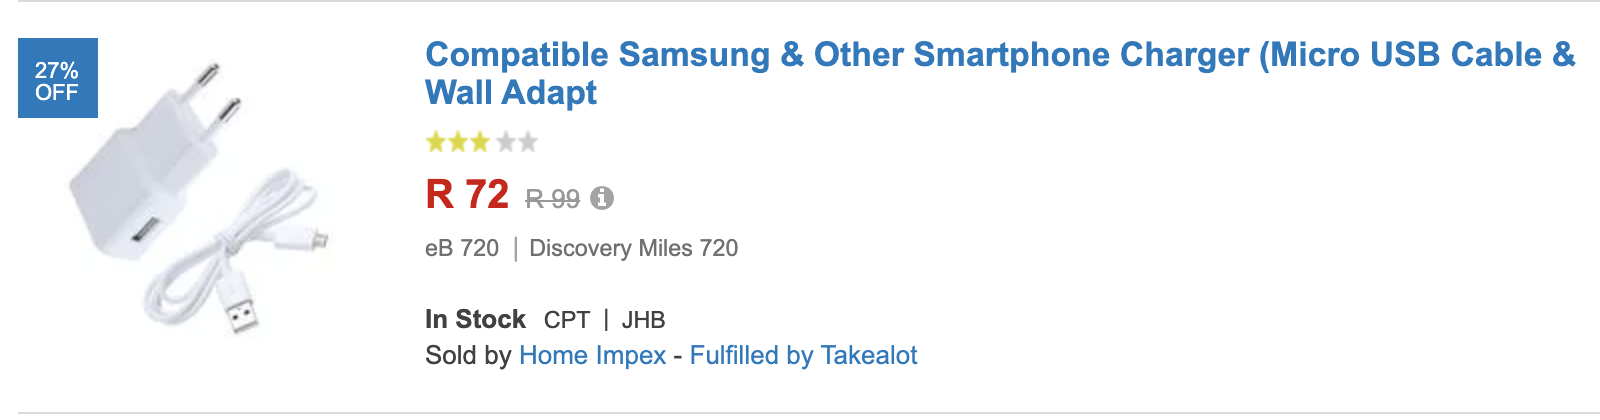 27%
OFF
Compatible Samsung & Other Smartphone Charger (Micro USB Cable &
Wall Adapt
R 72 R 99
eB 720 | Discovery Miles 720
In Stock CPT | JHB
Sold by Home Impex - Fulfilled by Takealot